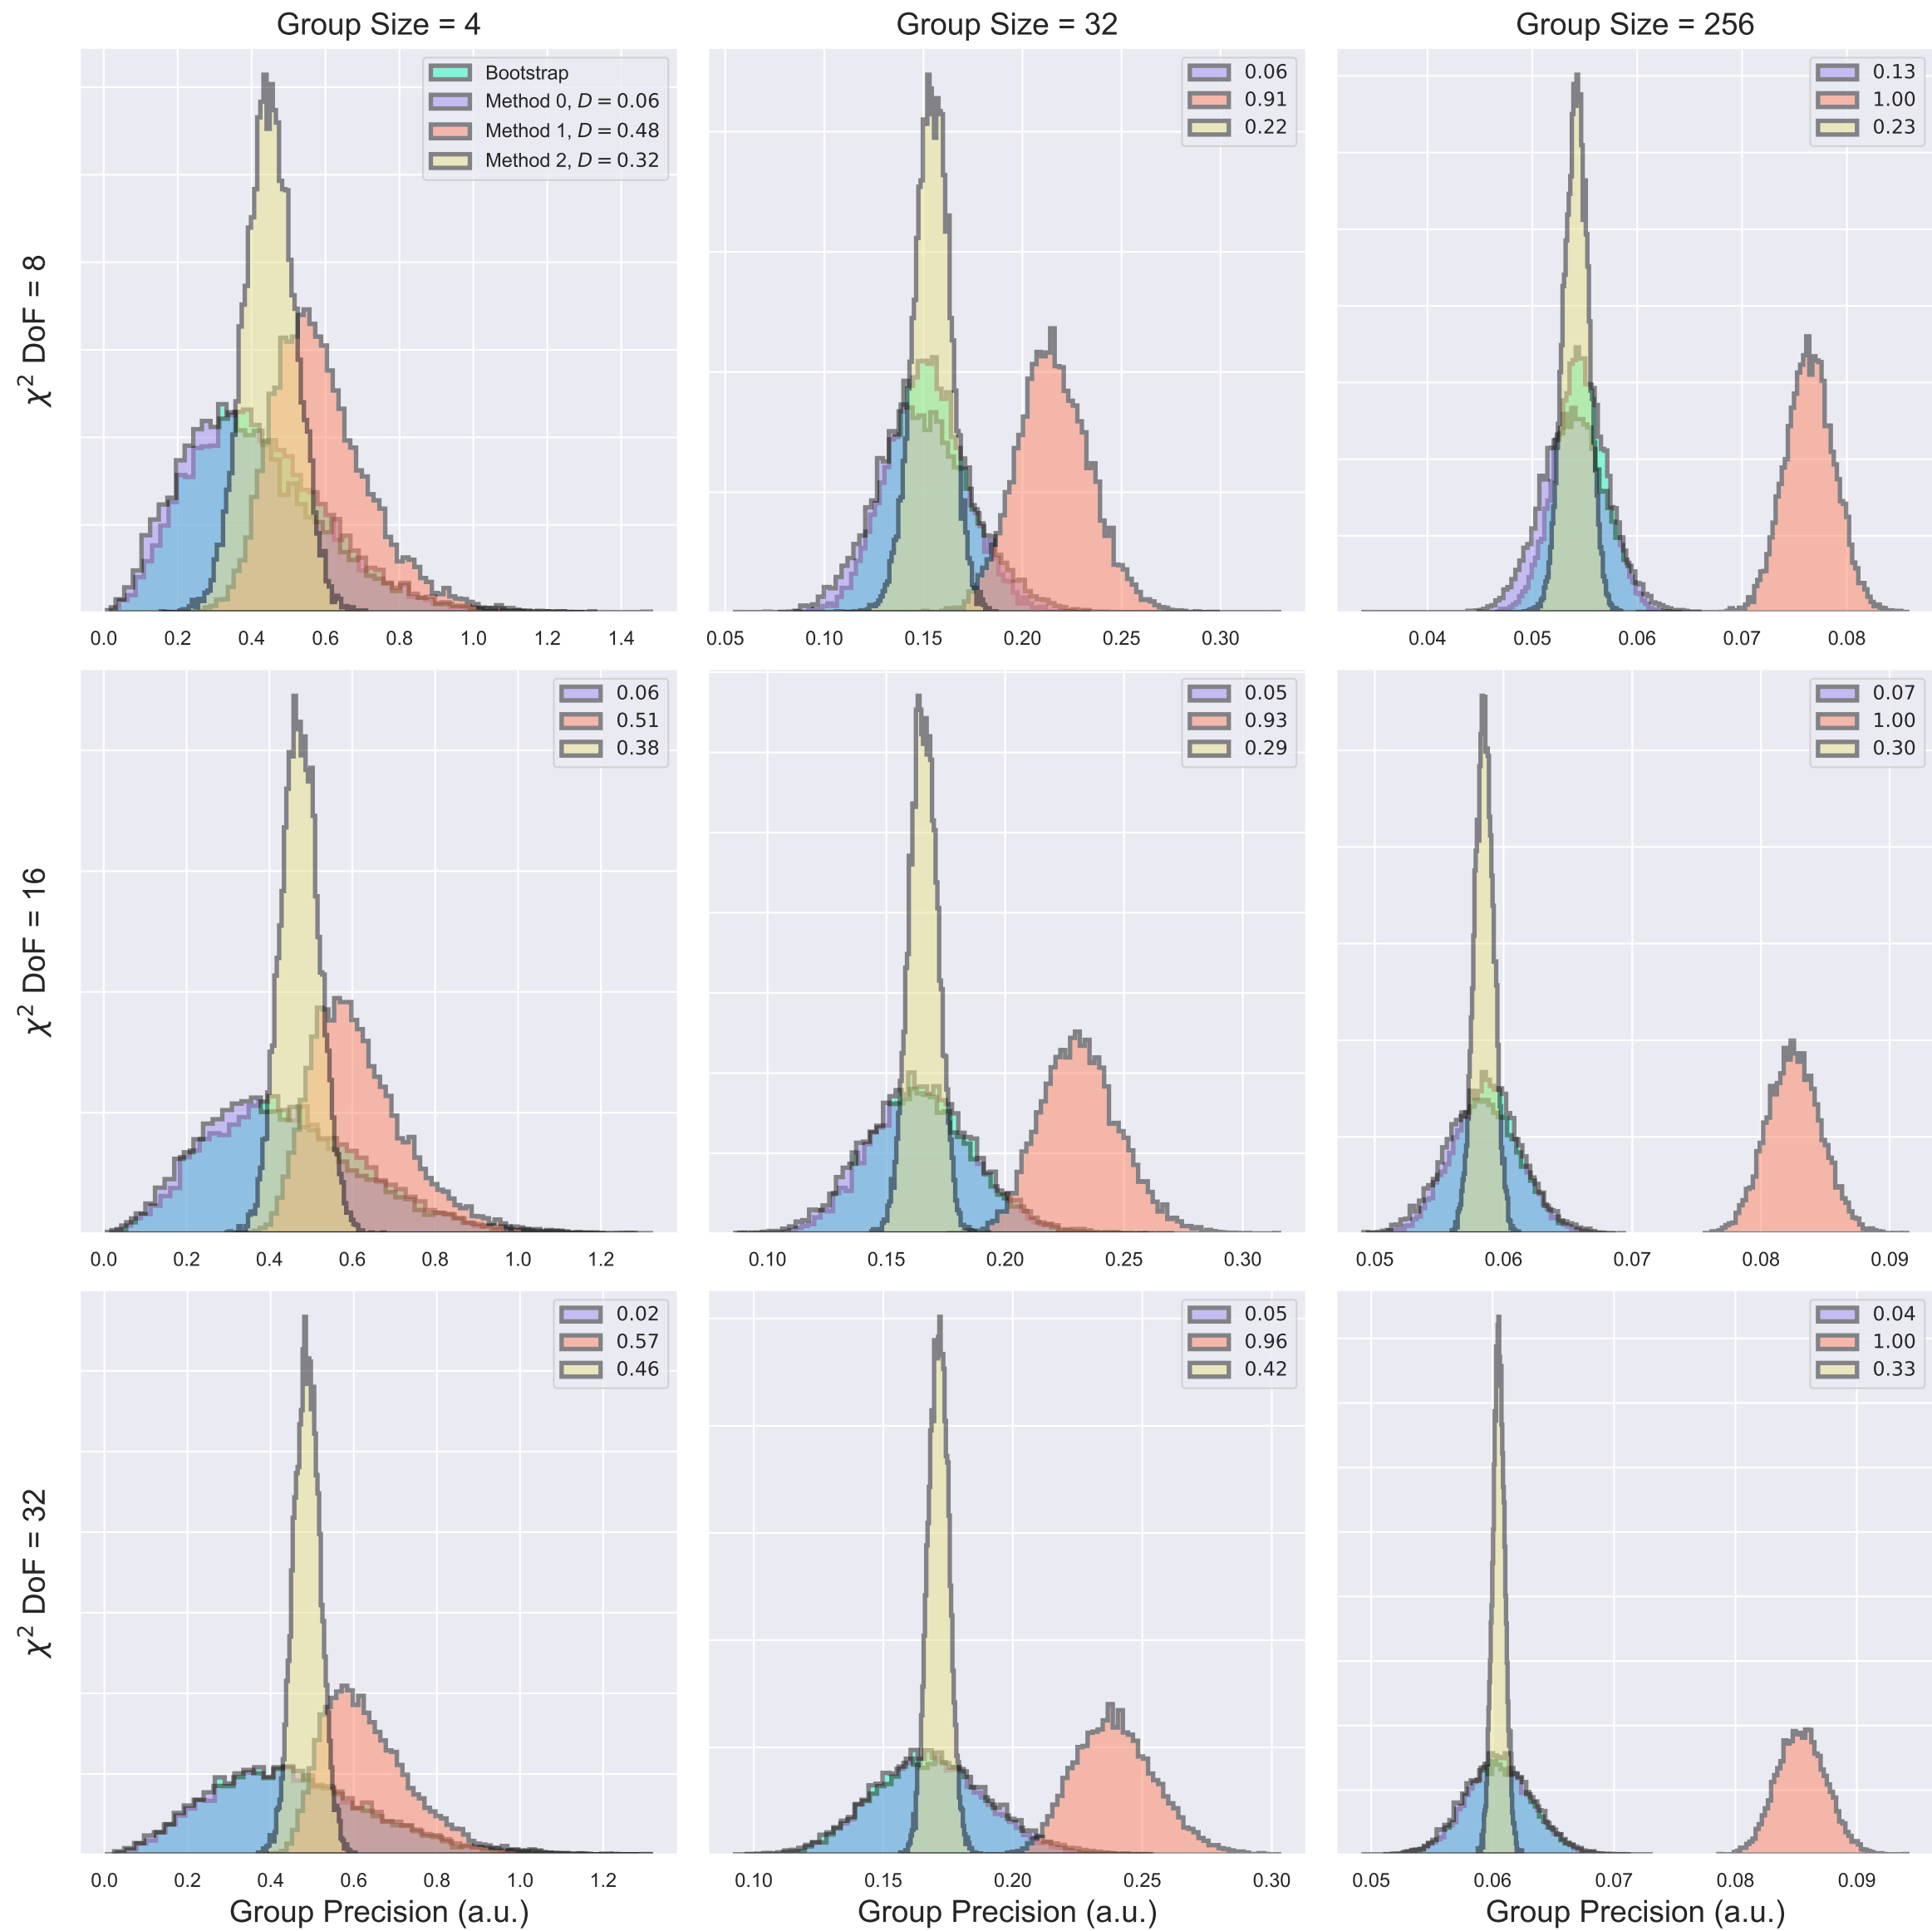 Group Size = 4
Group Size = 32
Group Size = 256
χ² DoF = 8
Bootstrap
Method 0, D = 0.06
Method 1, D = 0.48
Method 2, D = 0.32
0.06
0.91
0.22
0.13
1.00
0.23
0.0 0.2 0.4 0.6 0.8 1.0 1.2 1.4
0.05 0.10 0.15 0.20 0.25 0.30
0.04 0.05 0.06 0.07 0.08
χ² DoF = 16
0.06
0.51
0.38
0.05
0.93
0.29
0.07
1.00
0.30
0.0 0.2 0.4 0.6 0.8 1.0 1.2
0.10 0.15 0.20 0.25 0.30
0.05 0.06 0.07 0.08 0.09
χ² DoF = 32
0.02
0.57
0.46
0.05
0.96
0.42
0.04
1.00
0.33
0.0 0.2 0.4 0.6 0.8 1.0 1.2
0.10 0.15 0.20 0.25 0.30
0.05 0.06 0.07 0.08 0.09
Group Precision (a.u.)
Group Precision (a.u.)
Group Precision (a.u.)